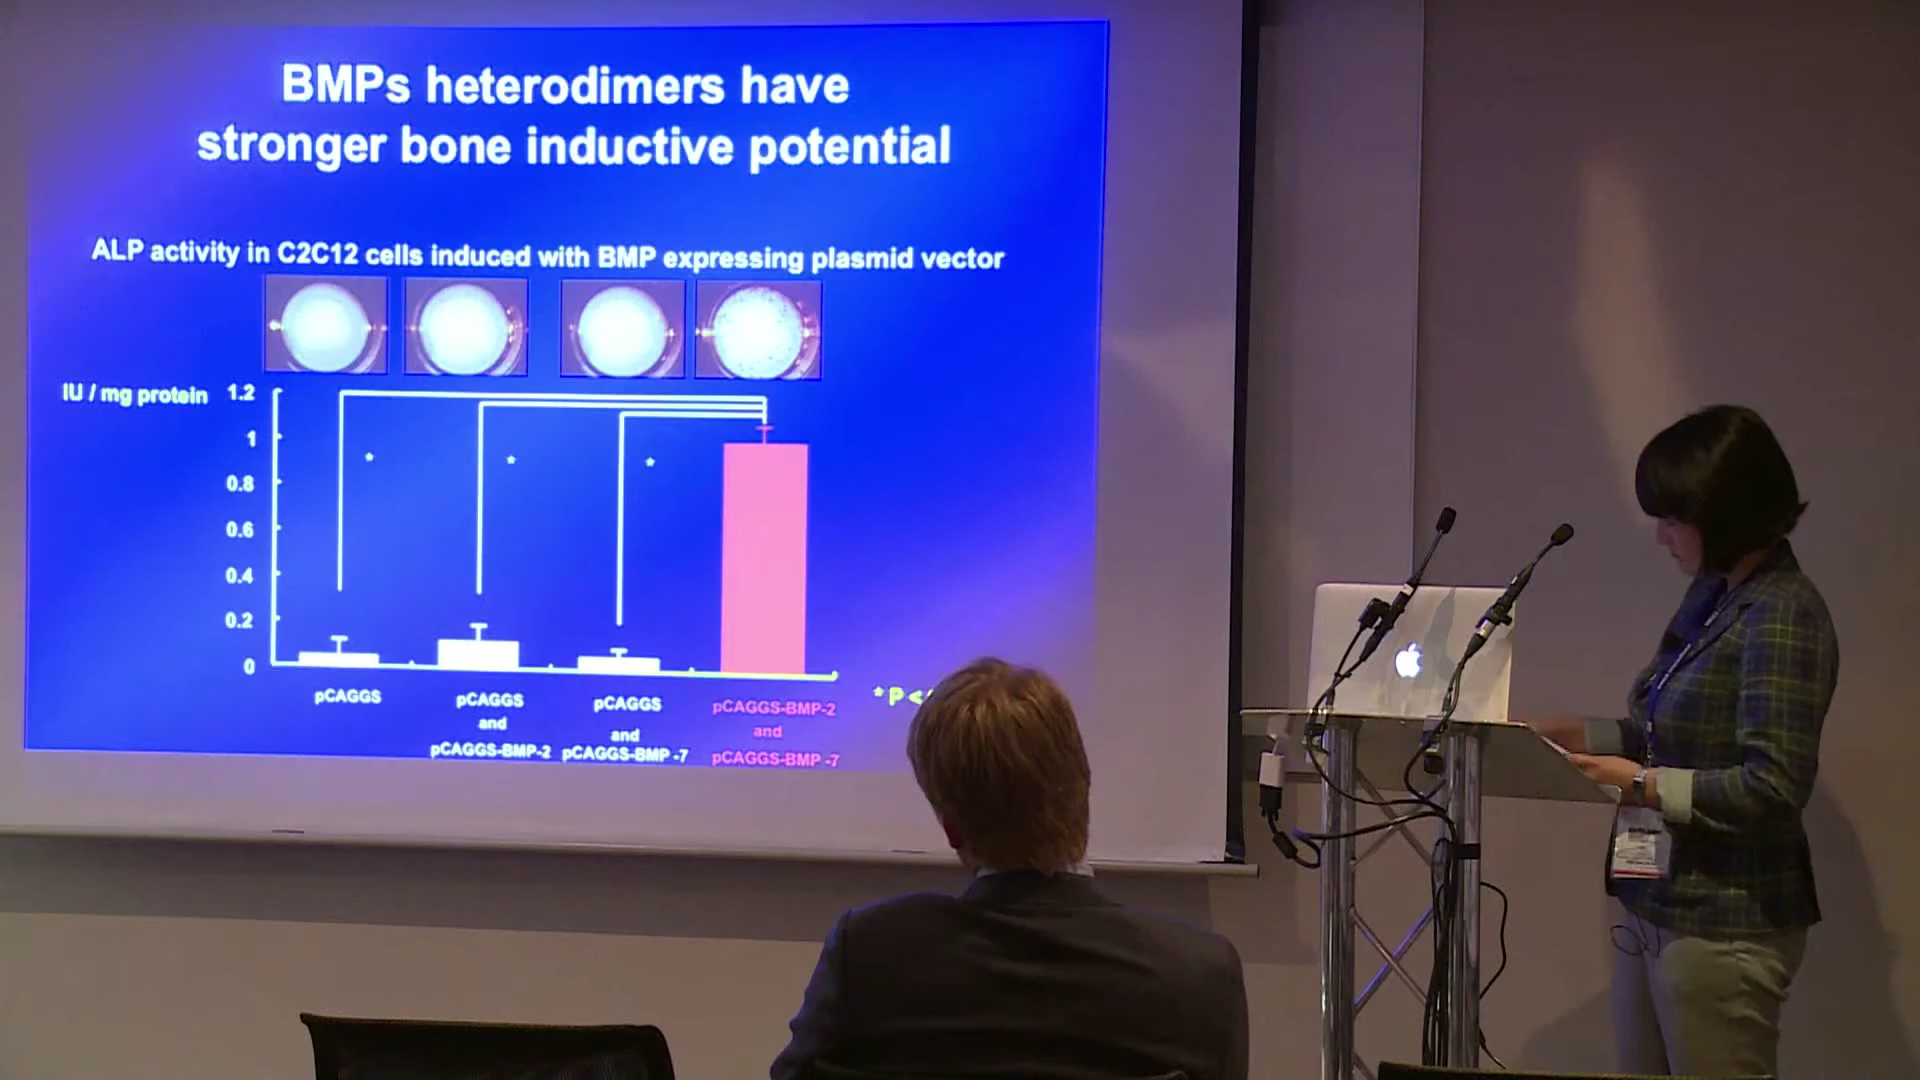 BMPs heterodimers have
stronger bone inductive potential
ALP activity in C2C12 cells induced with BMP expressing plasmid vector
IU / mg protein
1.2
1
0.8
0.6
0.4
0.2
0
* * *
pCAGGS
pCAGGS
and
pCAGGS-BMP-2
pCAGGS
and
pCAGGS-BMP -7
pCAGGS-BMP-2
and
pCAGGS-BMP -7
*P<